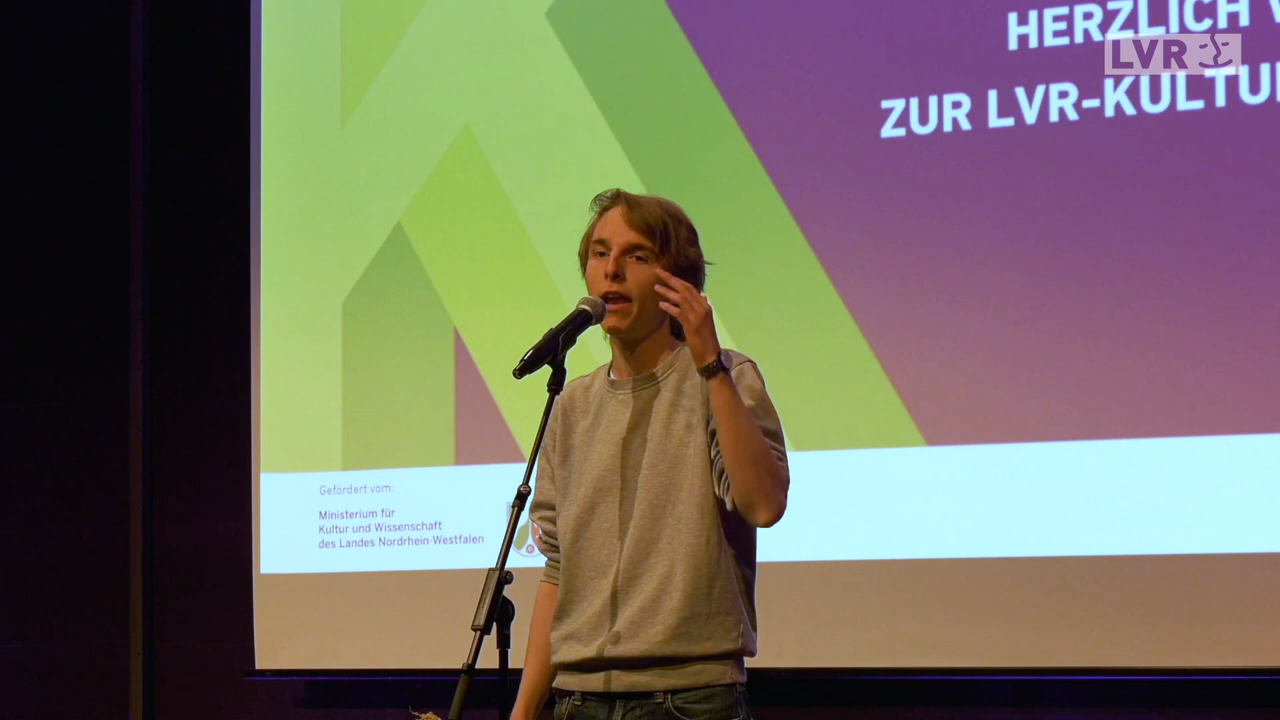 HERZLICH
LVR
ZUR LVR-KULTU
Gefördert vom:
Ministerium für
Kultur und Wissenschaft
des Landes Nordrhein-Westfalen